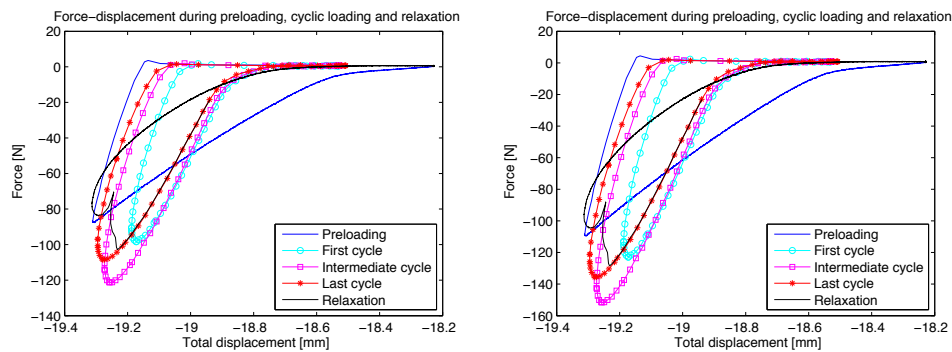 Force−displacement during preloading, cyclic loading and relaxation
20
0
−20
−40
−60
−80
−100
−120
−140
Force [N]
−19.4
−19.2
−19
−18.8
−18.6
−18.4
−18.2
Total displacement [mm]
Preloading
First cycle
Intermediate cycle
Last cycle
Relaxation
Force−displacement during preloading, cyclic loading and relaxation
20
0
−20
−40
−60
−80
−100
−120
−140
−160
Force [N]
−19.4
−19.2
−19
−18.8
−18.6
−18.4
−18.2
Total displacement [mm]
Preloading
First cycle
Intermediate cycle
Last cycle
Relaxation